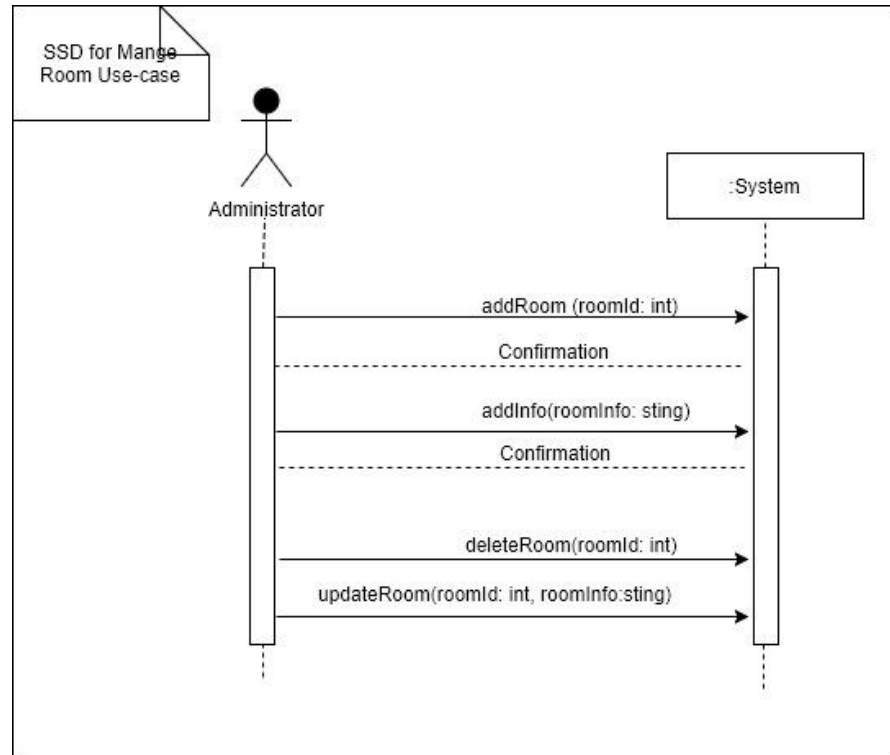 SSD for Mange
Room Use-case
Administrator
:System
addRoom (roomId: int)
Confirmation
addInfo(roomInfo: sting)
Confirmation
deleteRoom(roomId: int)
updateRoom(roomId: int, roomInfo:sting)